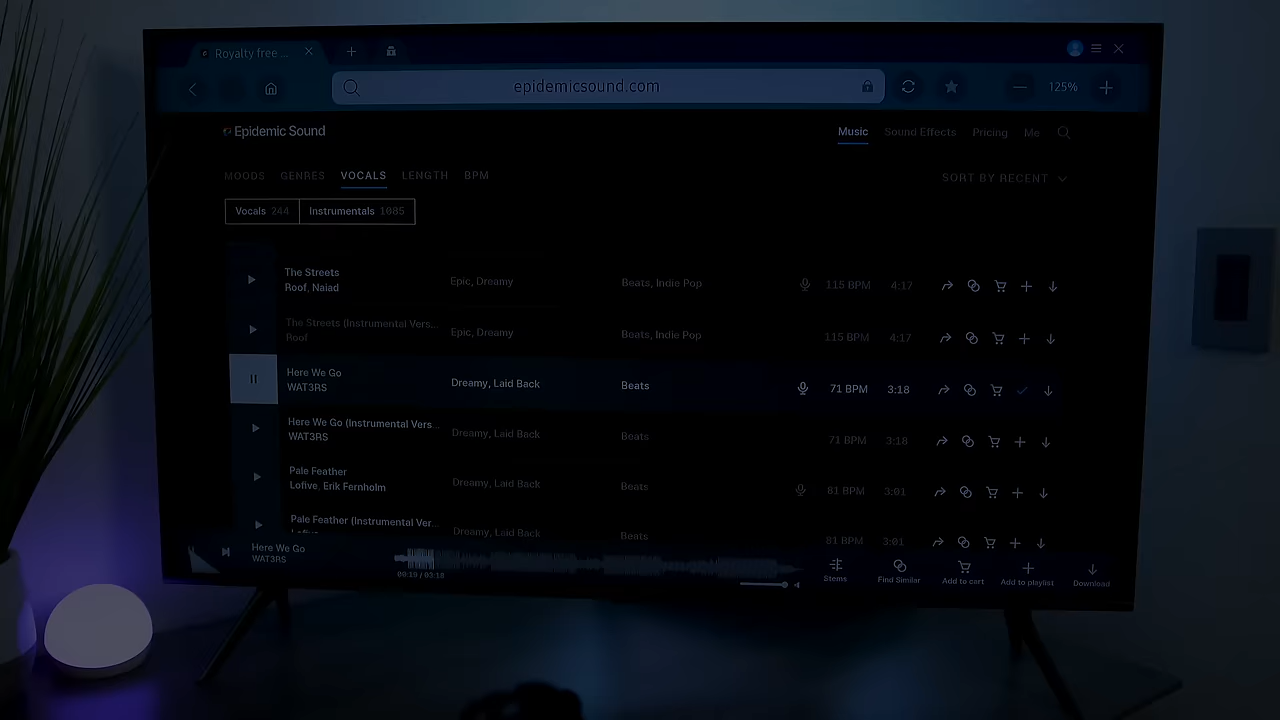 Royalty free ...
epidemicsound.com
125%
Epidemic Sound
Music Sound Effects Pricing Me
MOODS GENRES VOCALS LENGTH BPM
SORT BY RECENT
Vocals 244 Instrumentals 1085
The Streets
Roof, Naiad
Epic, Dreamy
Beats, Indie Pop
115 BPM 4:17
The Streets (Instrumental Vers...
Roof
Epic, Dreamy
Beats, Indie Pop
115 BPM 4:17
Here We Go
WAT3RS
Dreamy, Laid Back
Beats
71 BPM 3:18
Here We Go (Instrumental Vers...
WAT3RS
Dreamy, Laid Back
Beats
71 BPM 3:18
Pale Feather
Lofive, Erik Fernholm
Dreamy, Laid Back
Beats
81 BPM 3:01
Pale Feather (Instrumental Ver...
Lofive
Dreamy, Laid Back
Beats
81 BPM 3:01
Here We Go
WAT3RS
00:19 / 03:18
Stems Find Similar Add to cart Add to playlist Download